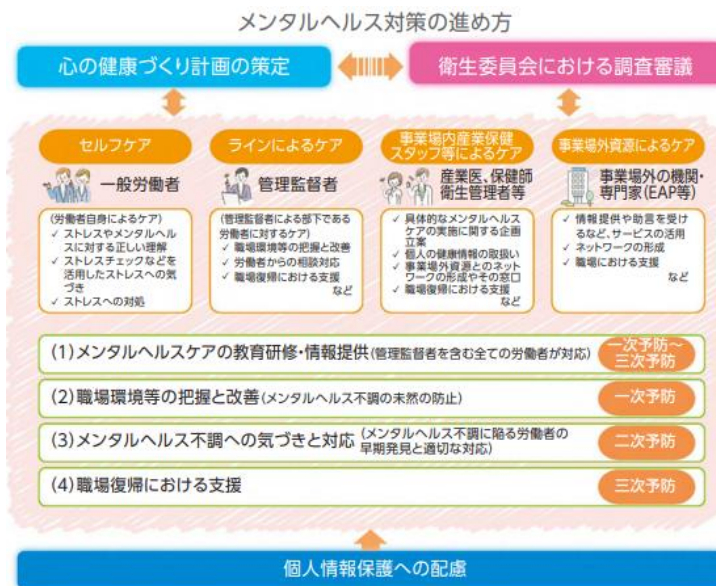 メンタルヘルス対策の進め方
心の健康づくり計画の策定
衛生委員会における調査審議
セルフケア
一般労働者
(労働者自身によるケア)
✓ ストレスやメンタルヘ
ルスに対する正しい理解
✓ ストレスチェックなどを
活用したストレスへの気
づき
✓ ストレスへの対処
ラインによるケア
管理監督者
(管理監督者による部下である
労働者に対するケア)
✓ 職場環境等の把握と改善
✓ 労働者からの相談対応
✓ 職場復帰における支援
など
事業場内産業保健
スタッフ等によるケア
産業医、保健師
衛生管理者等
✓ 具体的なメンタルヘルス
ケアの実施に関する企画
立案
✓ 個人の健康情報の取扱い
✓ 事業場外資源とのネット
ワークの形成やその窓口
✓ 職場復帰における支援
など
事業場外資源によるケア
事業場外の機関・
専門家(EAP等)
✓ 情報提供や助言を受け
るなど、サービスの活用
✓ ネットワークの形成
✓ 職場における支援
など
(1)メンタルヘルスケアの教育研修・情報提供(管理監督者を含む全ての労働者が対応)
一次予防～
三次予防
(2)職場環境等の把握と改善(メンタルヘルス不調の未然の防止)
一次予防
(3)メンタルヘルス不調への気づきと対応(メンタルヘルス不調に陥る労働者の
早期発見と適切な対応)
二次予防
(4)職場復帰における支援
三次予防
個人情報保護への配慮